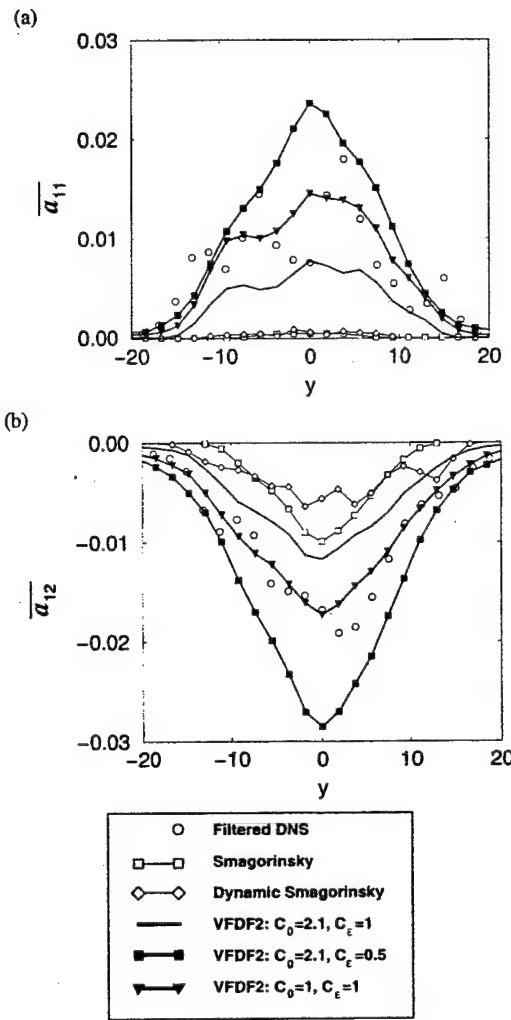 (a)
0.03
0.02
0.01
0.00
a̅₁₁
-20 -10 0 10 20
y
(b)
0.00
-0.01
-0.02
-0.03
a̅₁₂
-20 -10 0 10 20
y
Filtered DNS
Smagorinsky
Dynamic Smagorinsky
VFDF2: C₀=2.1, Cε=1
VFDF2: C₀=2.1, Cε=0.5
VFDF2: C₀=1, Cε=1